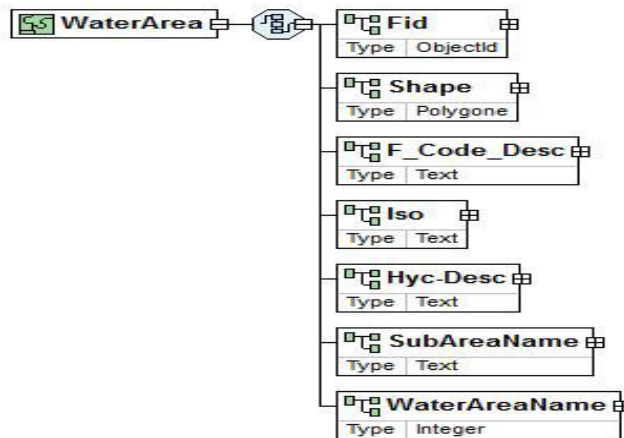 WaterArea
Fid
Type ObjectId
Shape
Type Polygone
F_Code_Desc
Type Text
Iso
Type Text
Hyc-Desc
Type Text
SubAreaName
Type Text
WaterAreaName
Type Integer